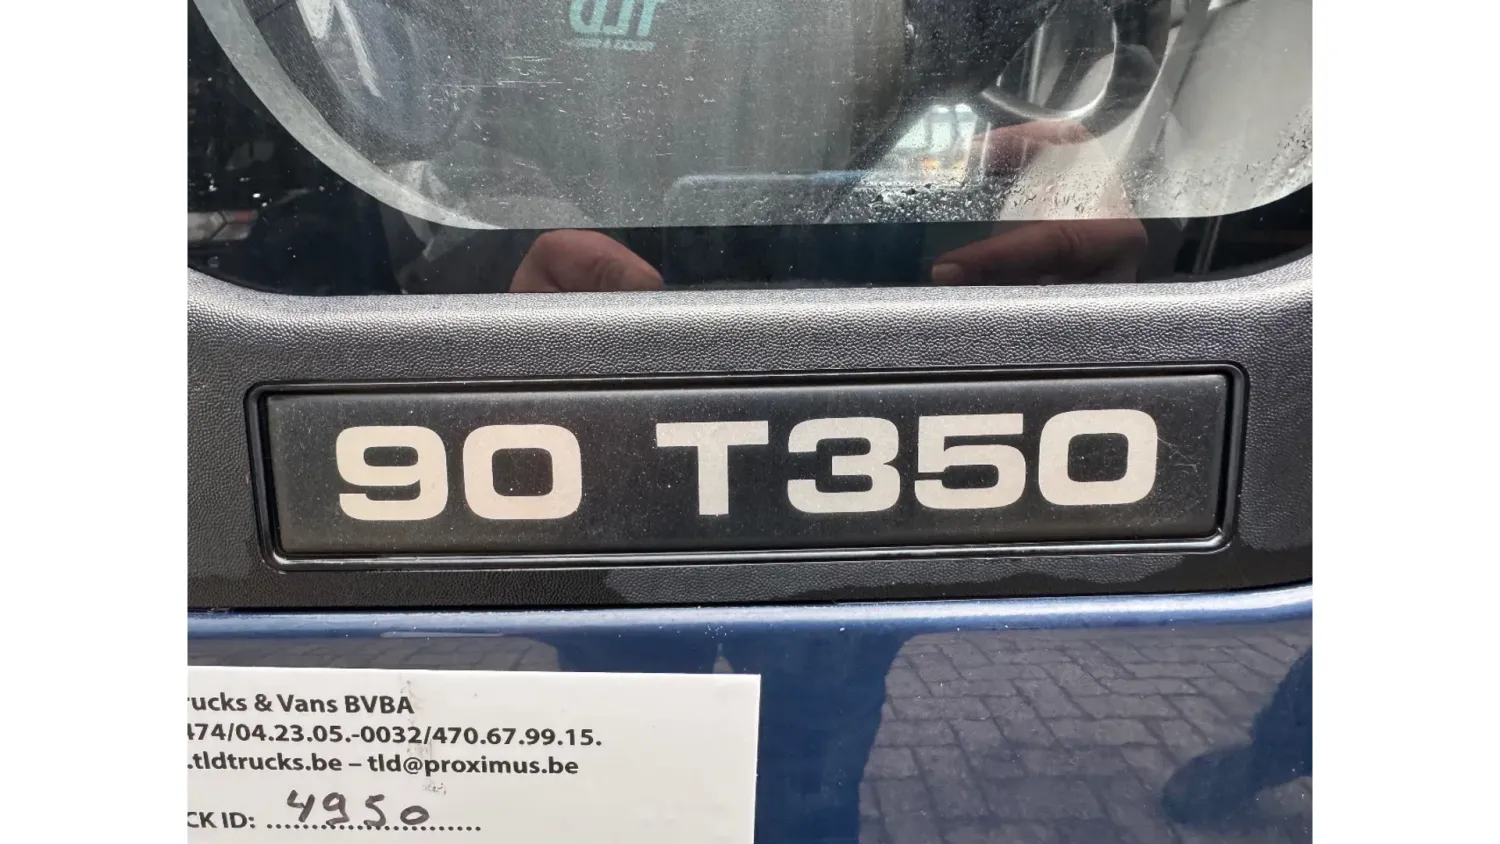 TLD
90 T350
rucks & Vans BVBA
474/04.23.05.-0032/470.67.99.15.
.tldtrucks.be – tld@proximus.be
CK ID: 4950